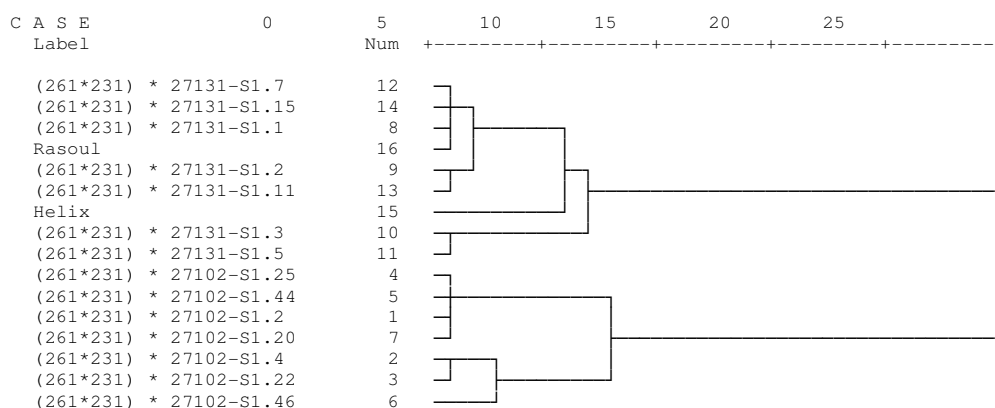 C A S E 0 5 10 15 20 25
Label Num +---------+---------+---------+---------+---------
(261*231) * 27131-S1.7 12
(261*231) * 27131-S1.15 14
(261*231) * 27131-S1.1 8
Rasoul 16
(261*231) * 27131-S1.2 9
(261*231) * 27131-S1.11 13
Helix 15
(261*231) * 27131-S1.3 10
(261*231) * 27131-S1.5 11
(261*231) * 27102-S1.25 4
(261*231) * 27102-S1.44 5
(261*231) * 27102-S1.2 1
(261*231) * 27102-S1.20 7
(261*231) * 27102-S1.4 2
(261*231) * 27102-S1.22 3
(261*231) * 27102-S1.46 6